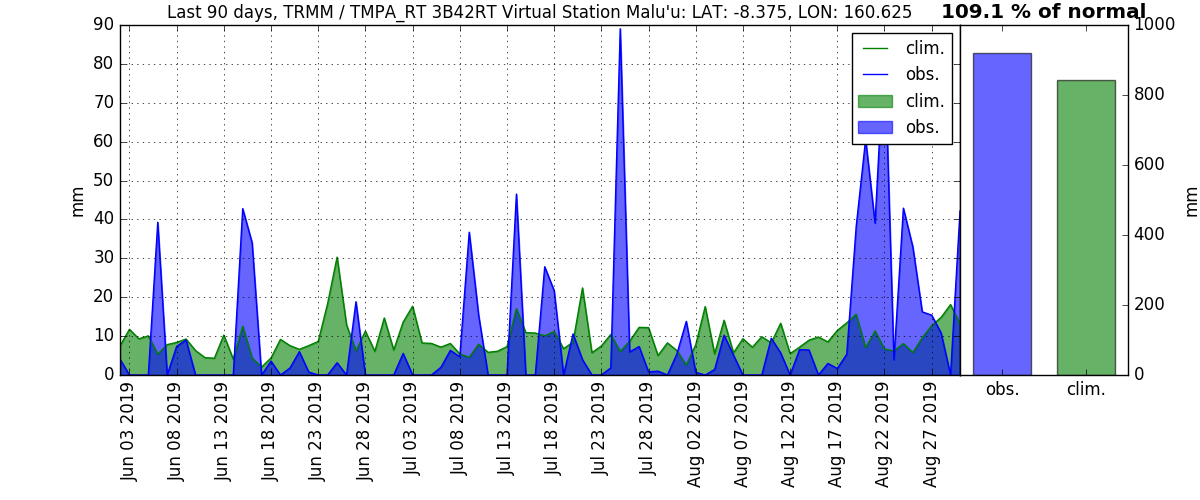 Last 90 days, TRMM / TMPA_RT 3B42RT Virtual Station Malu'u: LAT: -8.375, LON: 160.625
109.1 % of normal
90
80
70
60
50
40
30
20
10
0
mm
clim.
obs.
clim.
obs.
Jun 03 2019
Jun 08 2019
Jun 13 2019
Jun 18 2019
Jun 23 2019
Jun 28 2019
Jul 03 2019
Jul 08 2019
Jul 13 2019
Jul 18 2019
Jul 23 2019
Jul 28 2019
Aug 02 2019
Aug 07 2019
Aug 12 2019
Aug 17 2019
Aug 22 2019
Aug 27 2019
1000
800
600
400
200
0
mm
obs.
clim.